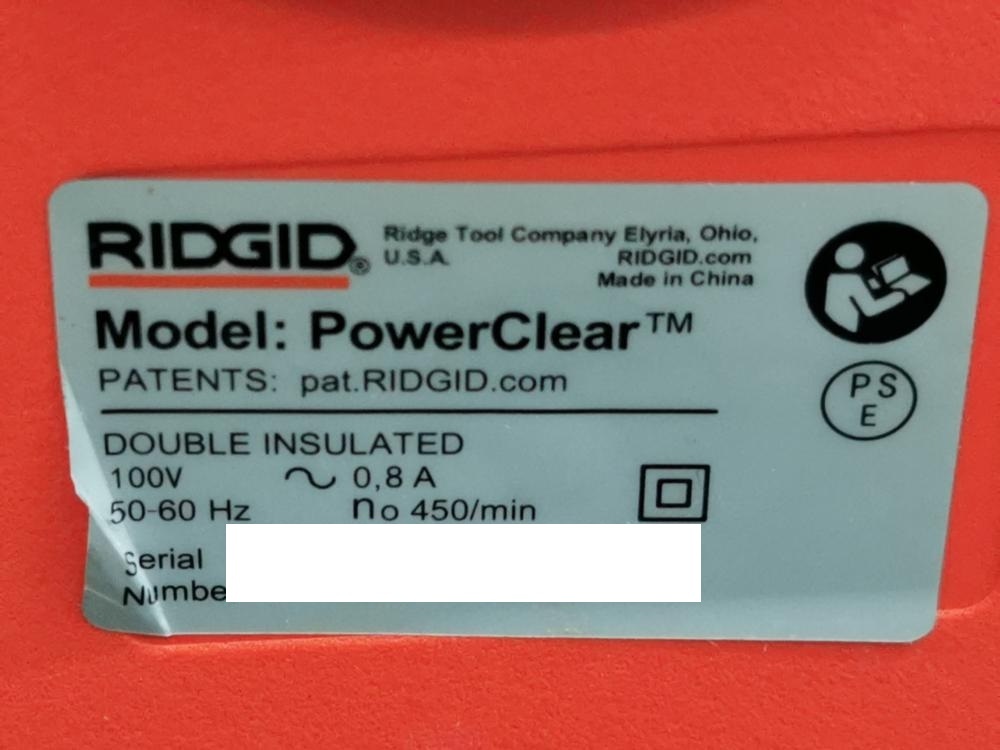 RIDGID® Ridge Tool Company Elyria, Ohio,
U.S.A. RIDGID.com
Made in China
Model: PowerClear™
PATENTS: pat.RIDGID.com
PS
E
DOUBLE INSULATED
100V ~ 0,8 A
50-60 Hz no 450/min
Serial
Numbe